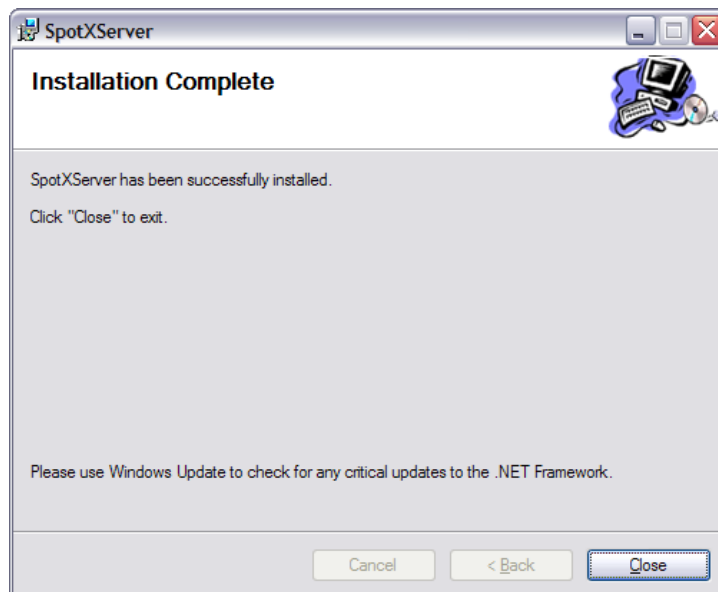 SpotXServer
Installation Complete
SpotXServer has been successfully installed.
Click "Close" to exit.
Please use Windows Update to check for any critical updates to the .NET Framework.
Cancel
< Back
Close